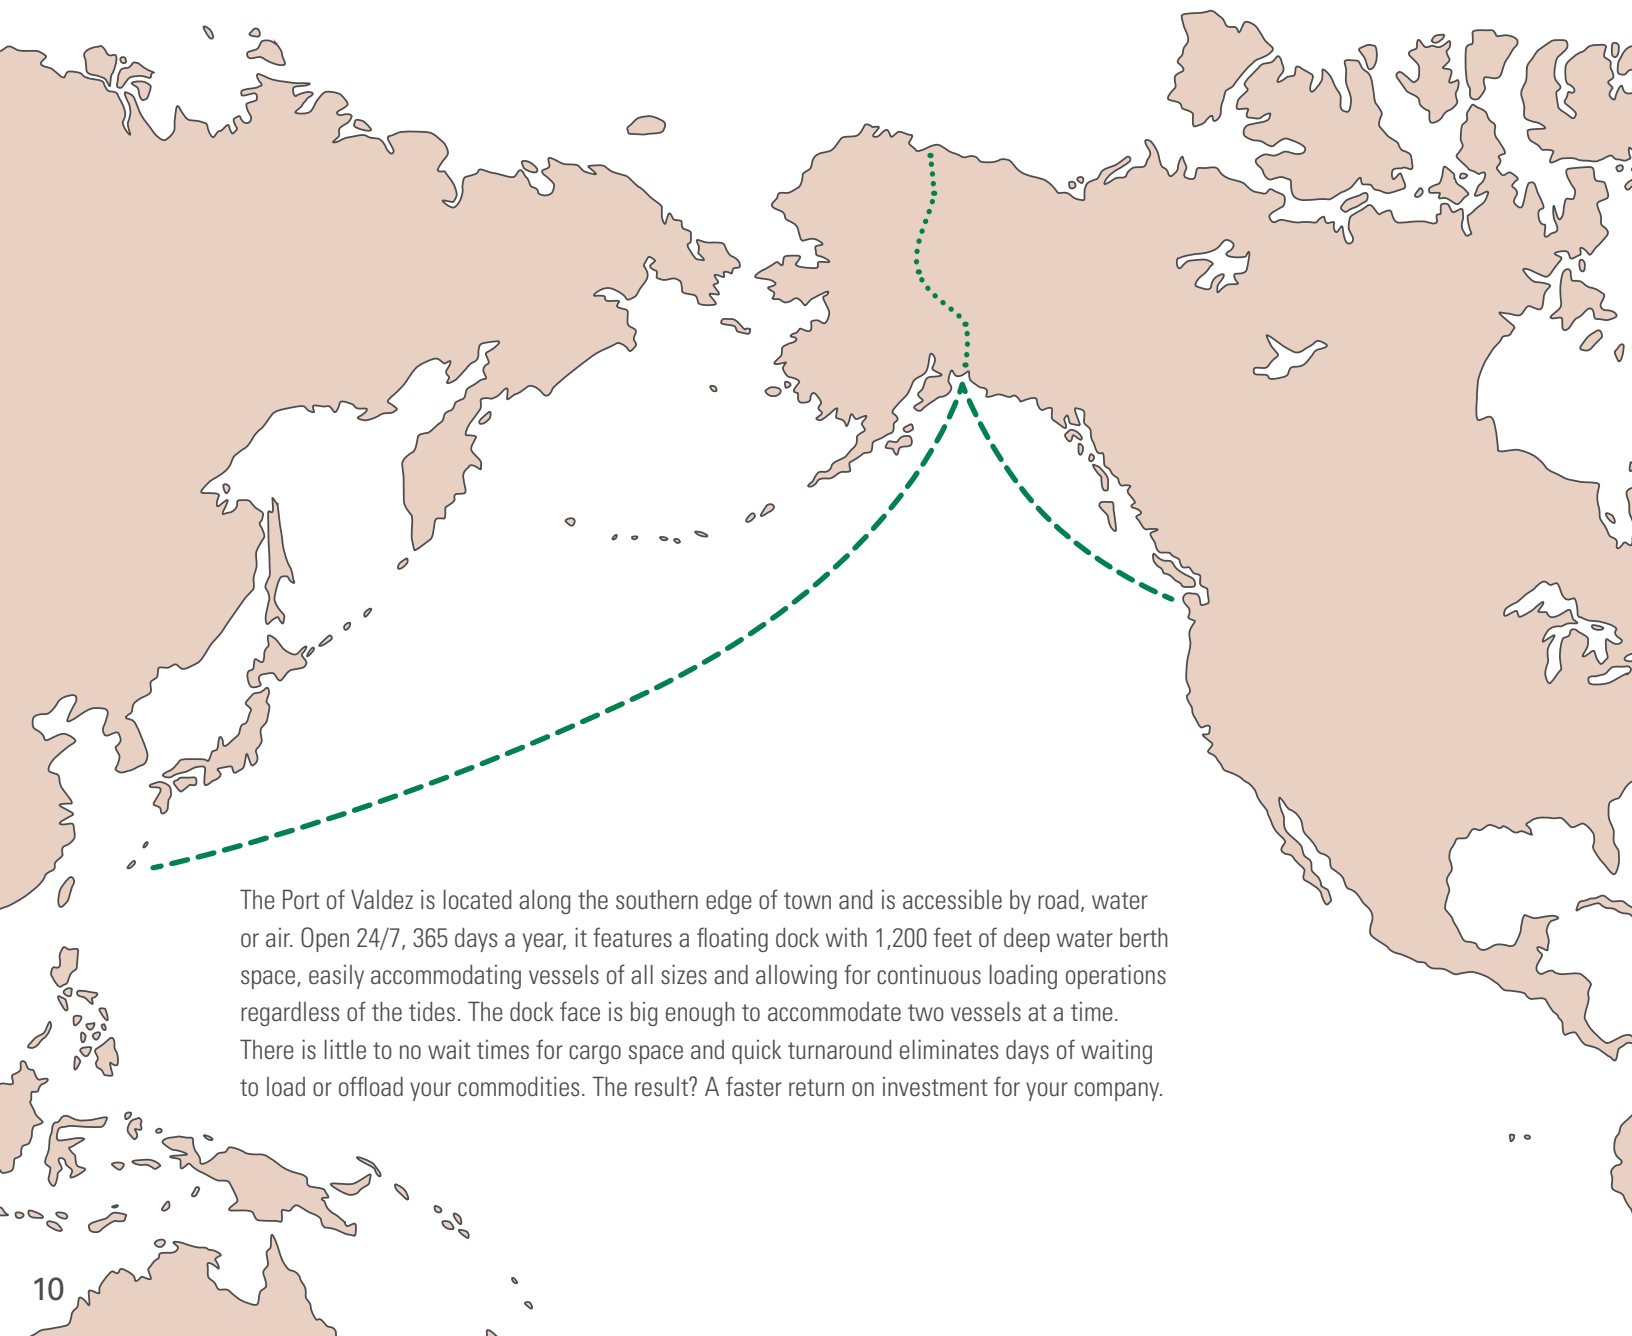 The Port of Valdez is located along the southern edge of town and is accessible by road, water
or air. Open 24/7, 365 days a year, it features a floating dock with 1,200 feet of deep water berth
space, easily accommodating vessels of all sizes and allowing for continuous loading operations
regardless of the tides. The dock face is big enough to accommodate two vessels at a time.
There is little to no wait times for cargo space and quick turnaround eliminates days of waiting
to load or offload your commodities. The result? A faster return on investment for your company.
10